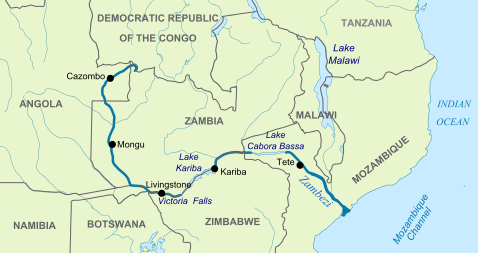 DEMOCRATIC REPUBLIC
OF THE CONGO
TANZANIA
Lake
Malawi
Cazombo
ANGOLA
INDIAN
OCEAN
ZAMBIA
MALAWI
Lake
Cabora Bassa
Mongu
MOZAMBIQUE
Lake
Kariba
Kariba
Tete
Zambezi
Livingstone
Victoria Falls
NAMIBIA
BOTSWANA
ZIMBABWE
Mozambique
Channel